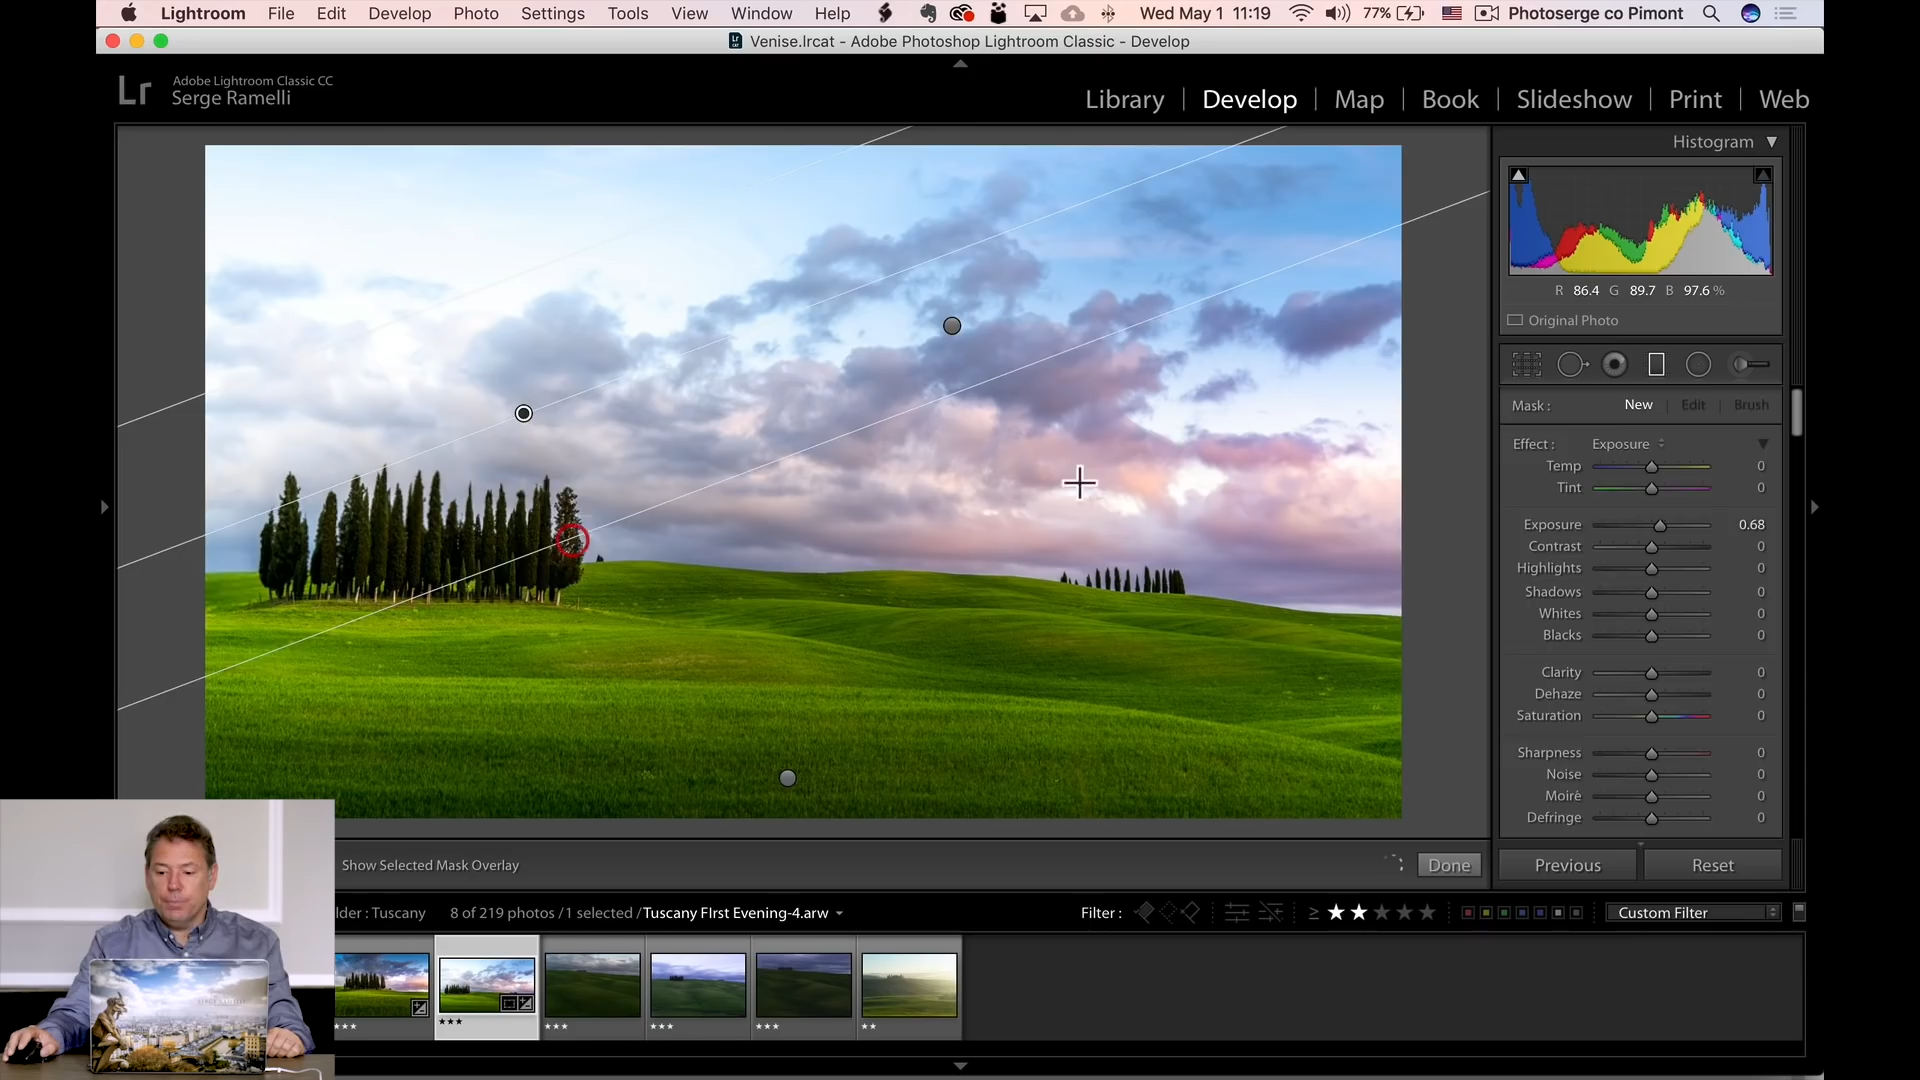 Lightroom File Edit Develop Photo Settings Tools View Window Help Wed May 1 11:19 77% Photoserge co Pimont
Venise.lrcat - Adobe Photoshop Lightroom Classic - Develop
Lr Adobe Lightroom Classic CC
Serge Ramelli
Library | Develop | Map | Book | Slideshow | Print | Web
Histogram
R 86.4 G 89.7 B 97.6 %
Original Photo
Mask : New | Edit | Brush
Effect : Exposure
Temp 0
Tint 0
Exposure 0.68
Contrast 0
Highlights 0
Shadows 0
Whites 0
Blacks 0
Clarity 0
Dehaze 0
Saturation 0
Sharpness 0
Noise 0
Moiré 0
Defringe 0
Show Selected Mask Overlay Done Previous Reset
lder : Tuscany 8 of 219 photos /1 selected /Tuscany FIrst Evening-4.arw Filter : ≥ ★★★★★ Custom Filter